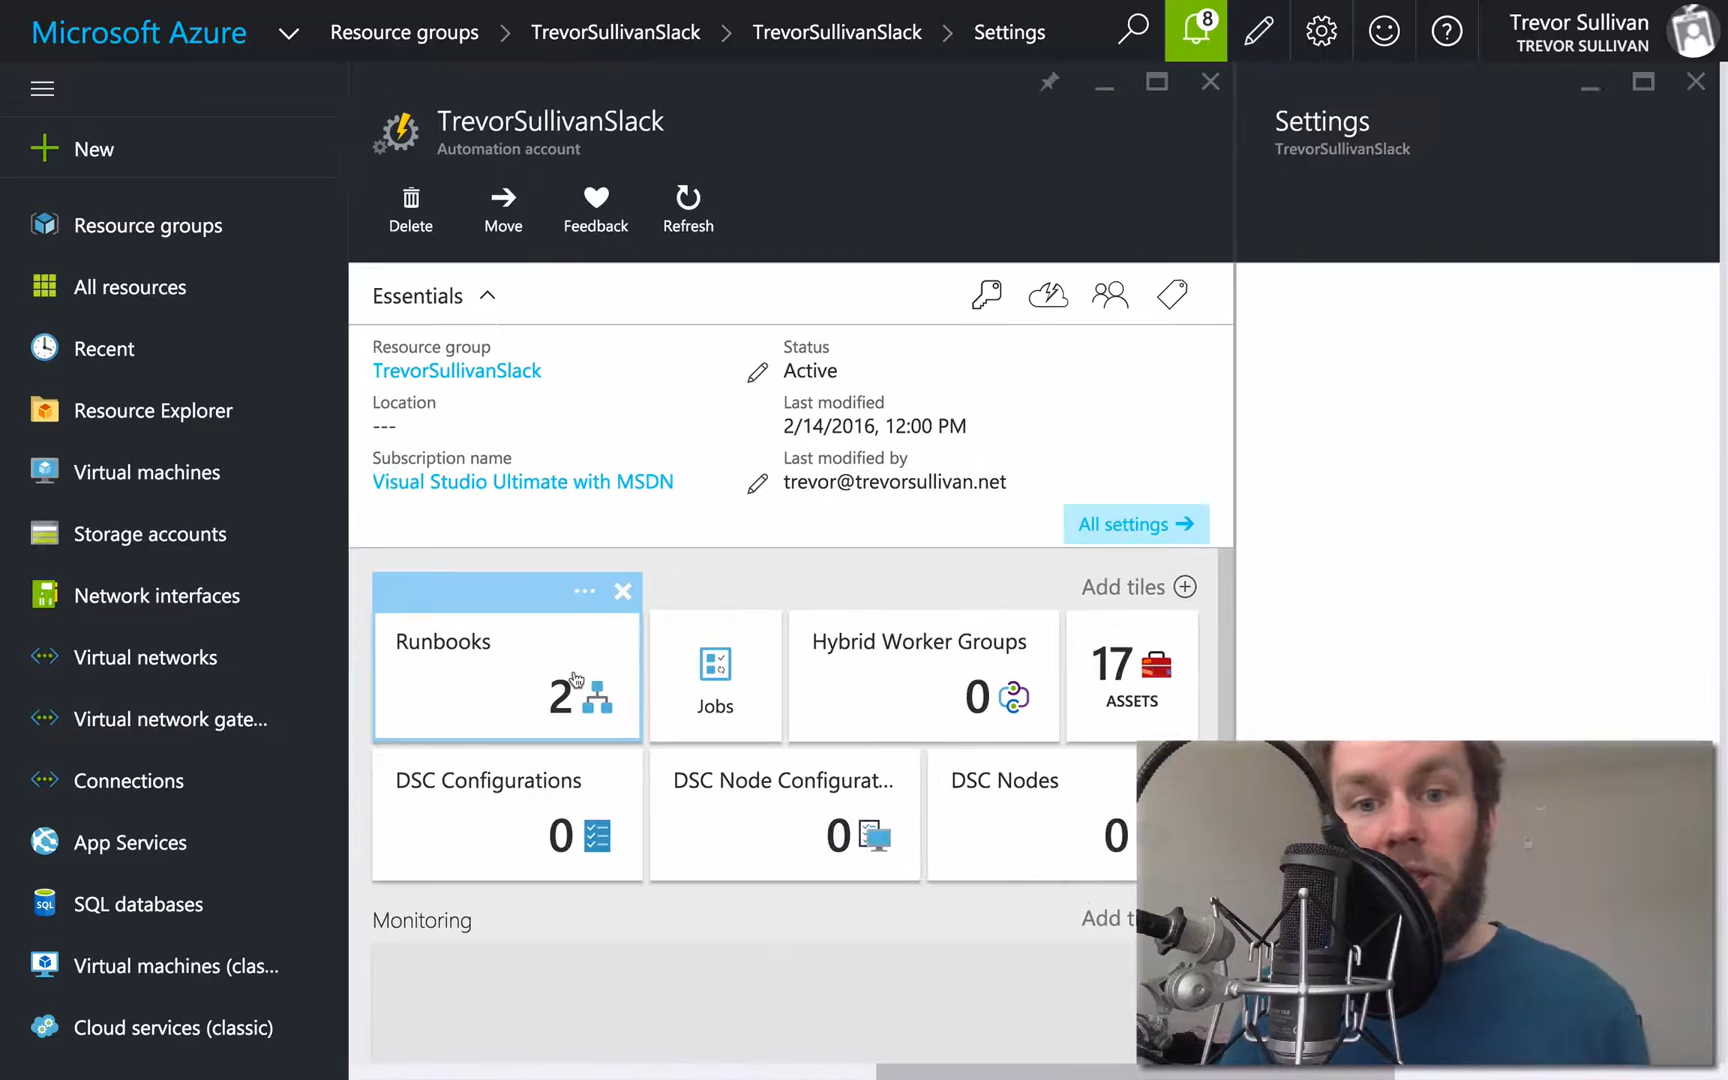 Microsoft Azure
Resource groups > TrevorSullivanSlack > TrevorSullivanSlack > Settings
8
Trevor Sullivan
TREVOR SULLIVAN
New
Resource groups
All resources
Recent
Resource Explorer
Virtual machines
Storage accounts
Network interfaces
Virtual networks
Virtual network gate...
Connections
App Services
SQL
SQL databases
Virtual machines (clas...
Cloud services (classic)
TrevorSullivanSlack
Automation account
Delete
Move
Feedback
Refresh
Essentials
Resource group
TrevorSullivanSlack
Location
---
Subscription name
Visual Studio Ultimate with MSDN
Status
Active
Last modified
2/14/2016, 12:00 PM
Last modified by
trevor@trevorsullivan.net
All settings
Add tiles
Runbooks
2
Jobs
Hybrid Worker Groups
0
17
ASSETS
DSC Configurations
0
DSC Node Configurat...
0
DSC Nodes
0
Monitoring
Add
Settings
TrevorSullivanSlack